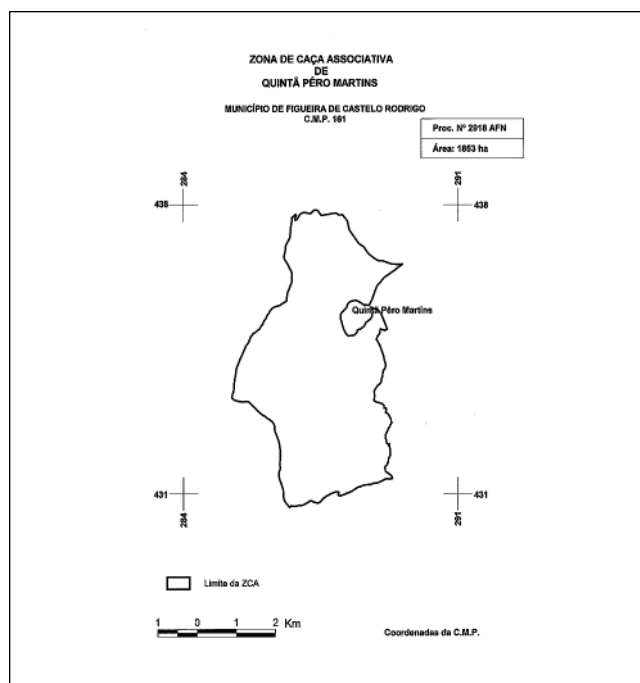 ZONA DE CAÇA ASSOCIATIVA
DE
QUINTÃ PÊRO MARTINS
MUNICÍPIO DE FIGUEIRA DE CASTELO RODRIGO
C.M.P. 161
Proc. Nº 2918 AFN
Área: 1853 ha
284
291
438
438
Quintã Pêro Martins
431
431
284
291
Limite da ZCA
1 0 1 2 Km
Coordenadas da C.M.P.